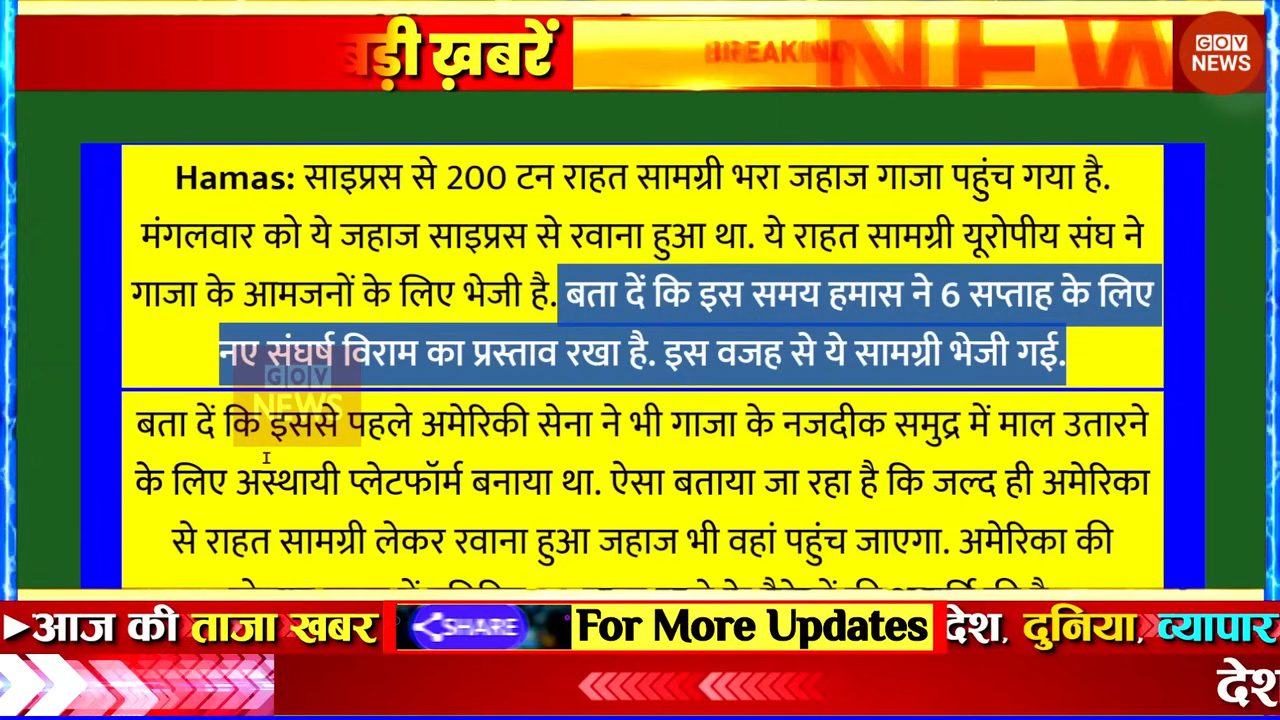 बड़ी ख़बरें
BREAKING
NEW
GOV
NEWS
Hamas: साइप्रस से 200 टन राहत सामग्री भरा जहाज गाजा पहुंच गया है.
मंगलवार को ये जहाज साइप्रस से रवाना हुआ था. ये राहत सामग्री यूरोपीय संघ ने
गाजा के आमजनों के लिए भेजी है. बता दें कि इस समय हमास ने 6 सप्ताह के लिए
नए संघर्ष विराम का प्रस्ताव रखा है. इस वजह से ये सामग्री भेजी गई.
GOV
NEWS
बता दें कि इससे पहले अमेरिकी सेना ने भी गाजा के नजदीक समुद्र में माल उतारने
के लिए अस्थायी प्लेटफॉर्म बनाया था. ऐसा बताया जा रहा है कि जल्द ही अमेरिका
से राहत सामग्री लेकर रवाना हुआ जहाज भी वहां पहुंच जाएगा. अमेरिका की
आज की ताजा खबर SHARE For More Updates देश, दुनिया, व्यापार
देश